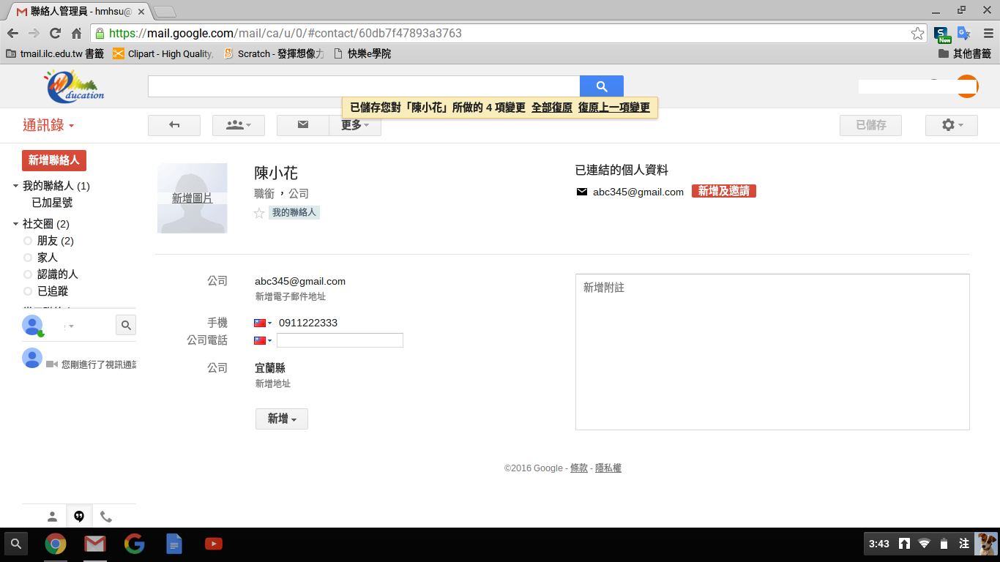 聯絡人管理員 - hmhsu@
https://mail.google.com/mail/ca/u/0/#contact/60db7f47893a3763
New
tmail.ilc.edu.tw 書籤
Clipart - High Quality,
Scratch - 發揮想像力
快樂e學院
其他書籤
education
已儲存您對「陳小花」所做的 4 項變更 全部復原 復原上一項變更
通訊錄
更多
已儲存
新增聯絡人
我的聯絡人 (1)
已加星號
社交圈 (2)
朋友 (2)
家人
認識的人
已追蹤
您剛進行了視訊通
新增圖片
陳小花
職銜 ， 公司
我的聯絡人
已連結的個人資料
abc345@gmail.com 新增及邀請
公司 abc345@gmail.com
新增電子郵件地址
手機 0911222333
公司電話
公司 宜蘭縣
新增地址
新增
新增附註
©2016 Google - 條款 - 隱私權
3:43 注